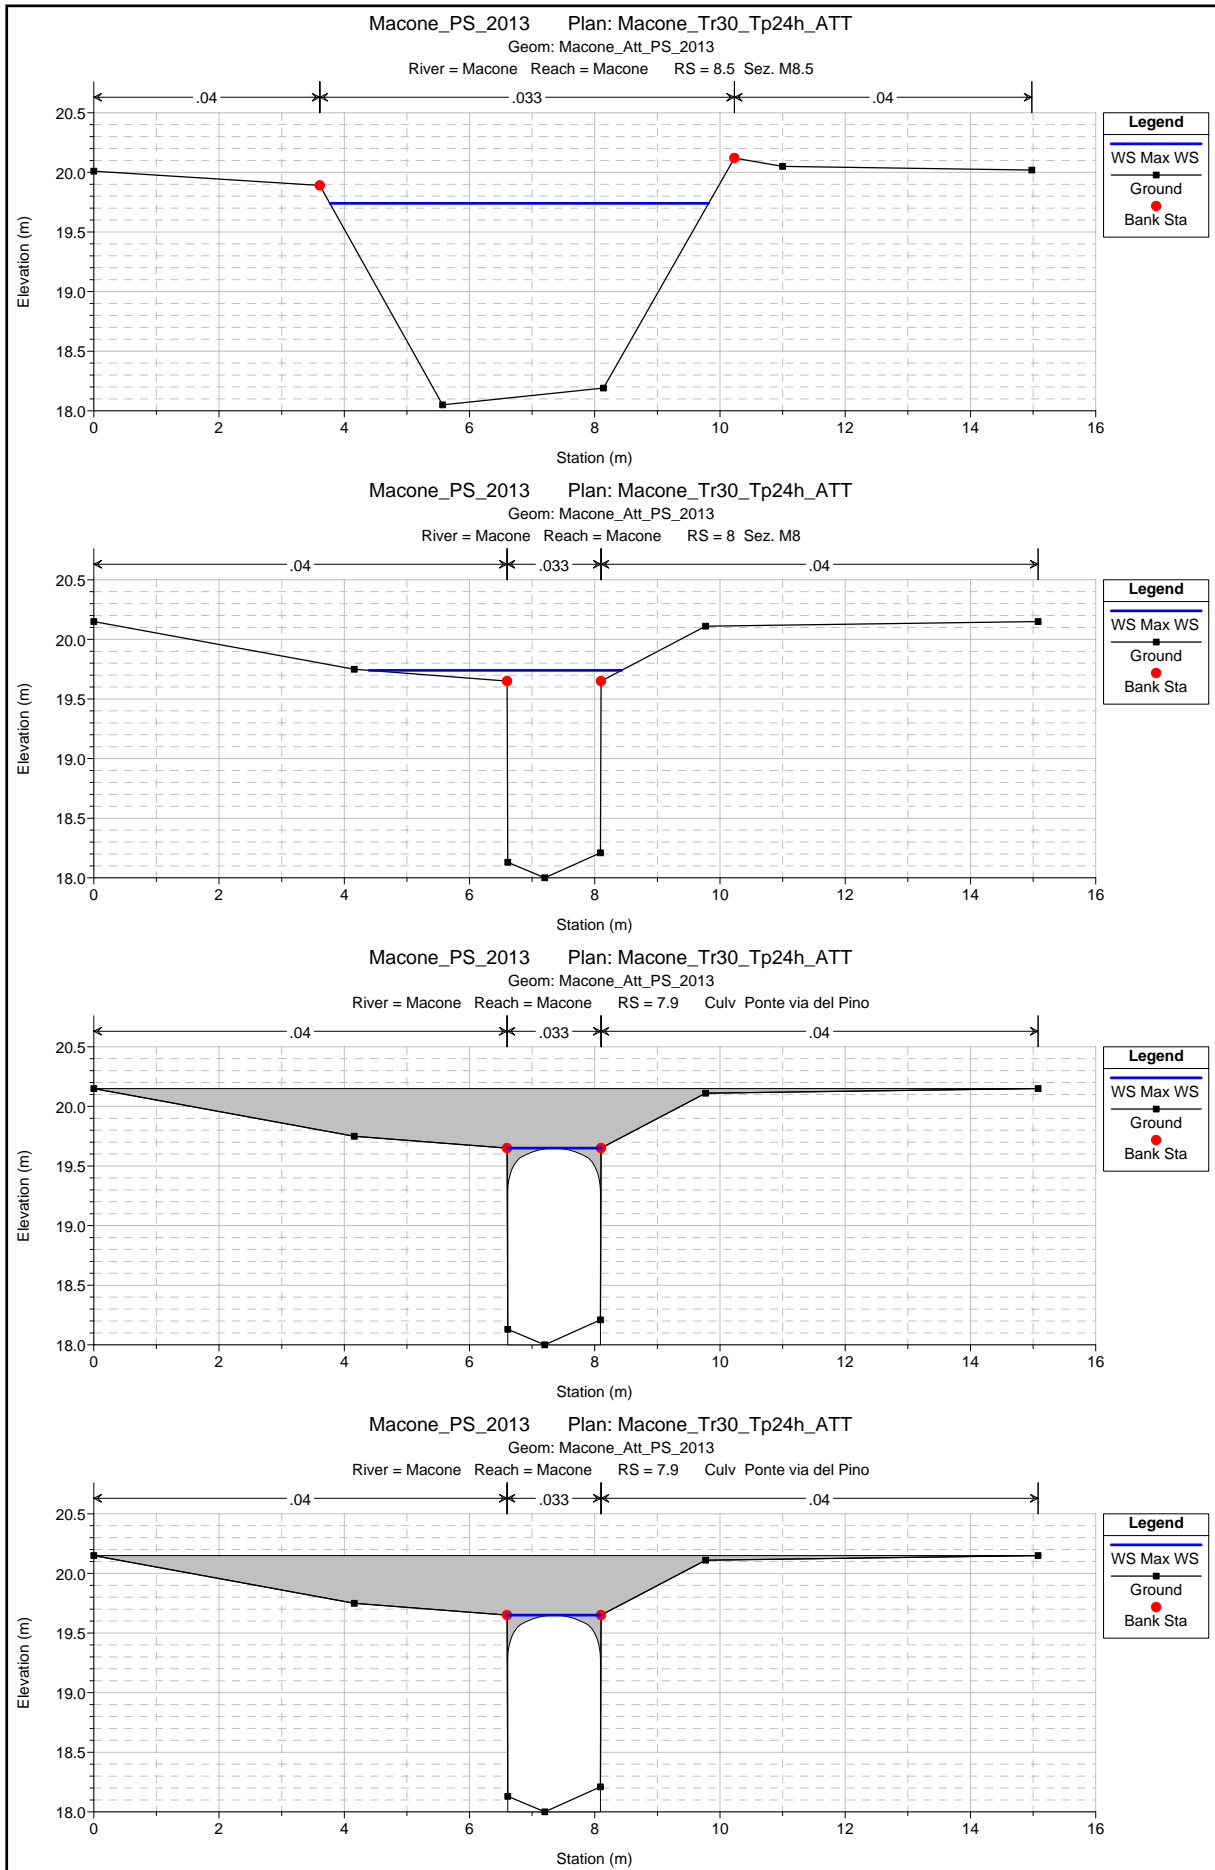 Macone_PS_2013 Plan: Macone_Tr30_Tp24h_ATT
Geom: Macone_Att_PS_2013
River = Macone Reach = Macone RS = 8.5 Sez. M8.5
.04 .033 .04
20.5
20.0
19.5
19.0
18.5
18.0
0 2 4 6 8 10 12 14 16
Station (m)
Elevation (m)
Legend
WS Max WS
Ground
Bank Sta
Macone_PS_2013 Plan: Macone_Tr30_Tp24h_ATT
Geom: Macone_Att_PS_2013
River = Macone Reach = Macone RS = 8 Sez. M8
.04 .033 .04
20.5
20.0
19.5
19.0
18.5
18.0
0 2 4 6 8 10 12 14 16
Station (m)
Elevation (m)
Legend
WS Max WS
Ground
Bank Sta
Macone_PS_2013 Plan: Macone_Tr30_Tp24h_ATT
Geom: Macone_Att_PS_2013
River = Macone Reach = Macone RS = 7.9 Culv Ponte via del Pino
.04 .033 .04
20.5
20.0
19.5
19.0
18.5
18.0
0 2 4 6 8 10 12 14 16
Station (m)
Elevation (m)
Legend
WS Max WS
Ground
Bank Sta
Macone_PS_2013 Plan: Macone_Tr30_Tp24h_ATT
Geom: Macone_Att_PS_2013
River = Macone Reach = Macone RS = 7.9 Culv Ponte via del Pino
.04 .033 .04
20.5
20.0
19.5
19.0
18.5
18.0
0 2 4 6 8 10 12 14 16
Station (m)
Elevation (m)
Legend
WS Max WS
Ground
Bank Sta